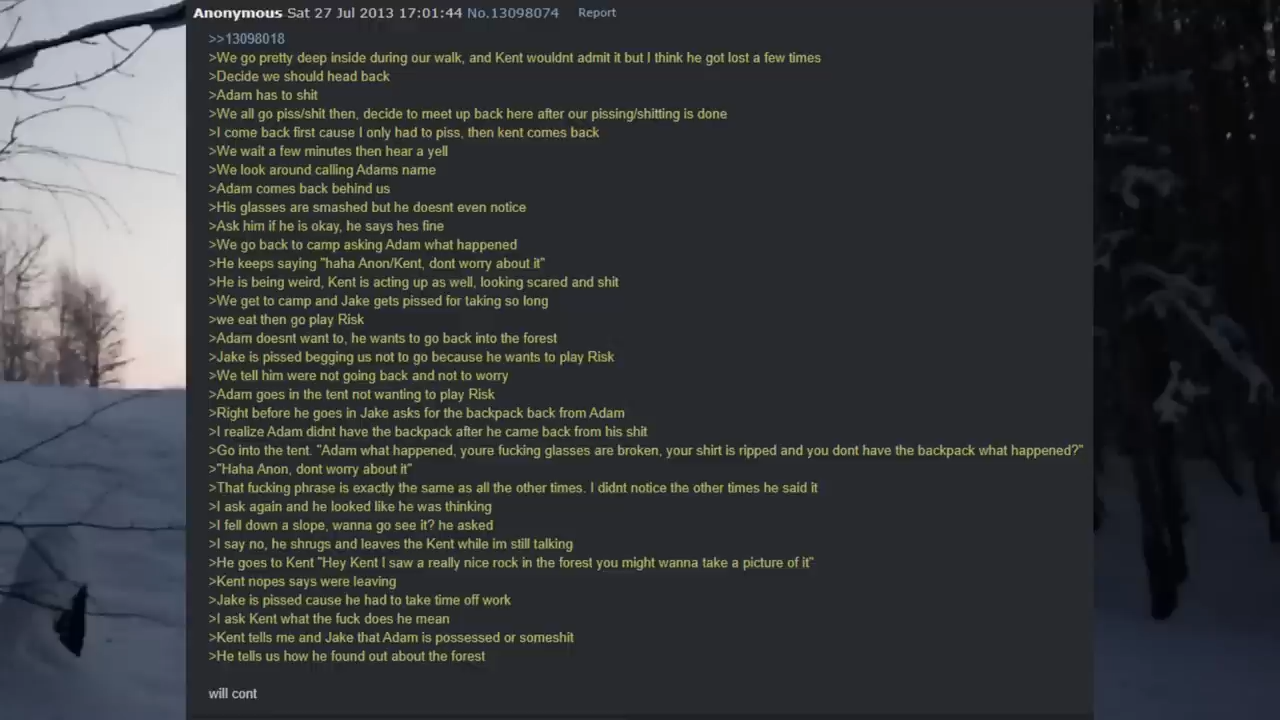 Anonymous Sat 27 Jul 2013 17:01:44 No.13098074 Report
>>13098018
>We go pretty deep inside during our walk, and Kent wouldnt admit it but I think he got lost a few times
>Decide we should head back
>Adam has to shit
>We all go piss/shit then, decide to meet up back here after our pissing/shitting is done
>I come back first cause I only had to piss, then kent comes back
>We wait a few minutes then hear a yell
>We look around calling Adams name
>Adam comes back behind us
>His glasses are smashed but he doesnt even notice
>Ask him if he is okay, he says hes fine
>We go back to camp asking Adam what happened
>He keeps saying "haha Anon/Kent, dont worry about it"
>He is being weird, Kent is acting up as well, looking scared and shit
>We get to camp and Jake gets pissed for taking so long
>we eat then go play Risk
>Adam doesnt want to, he wants to go back into the forest
>Jake is pissed begging us not to go because he wants to play Risk
>We tell him were not going back and not to worry
>Adam goes in the tent not wanting to play Risk
>Right before he goes in Jake asks for the backpack back from Adam
>I realize Adam didnt have the backpack after he came back from his shit
>Go into the tent. "Adam what happened, youre fucking glasses are broken, your shirt is ripped and you dont have the backpack what happened?"
>"Haha Anon, dont worry about it"
>That fucking phrase is exactly the same as all the other times. I didnt notice the other times he said it
>I ask again and he looked like he was thinking
>I fell down a slope, wanna go see it? he asked
>I say no, he shrugs and leaves the Kent while im still talking
>He goes to Kent "Hey Kent I saw a really nice rock in the forest you might wanna take a picture of it"
>Kent nopes says were leaving
>Jake is pissed cause he had to take time off work
>I ask Kent what the fuck does he mean
>Kent tells me and Jake that Adam is possessed or someshit
>He tells us how he found out about the forest
will cont